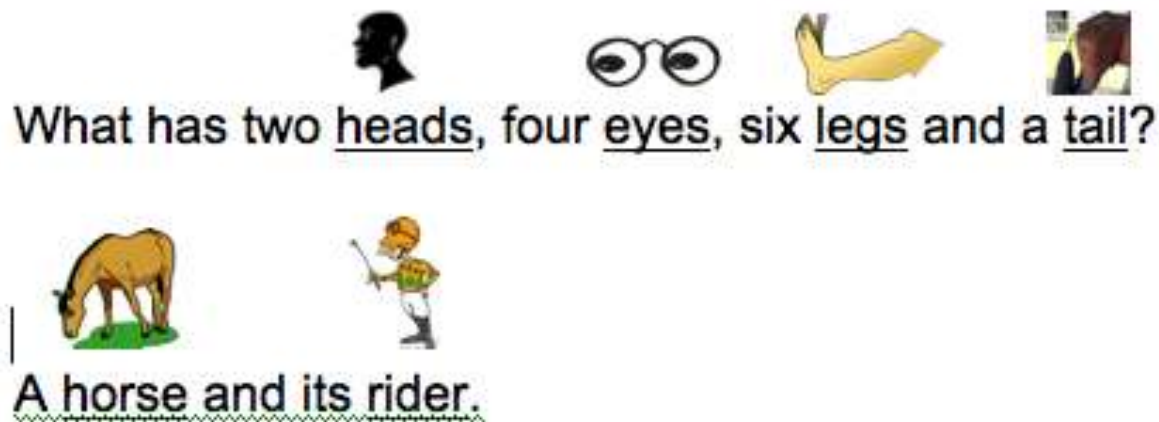 What has two heads, four eyes, six legs and a tail?
A horse and its rider.